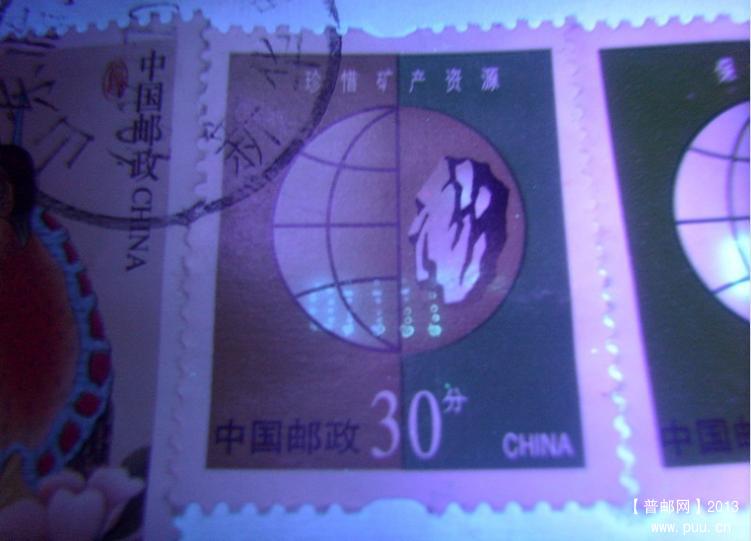 中国邮政 CHINA
珍惜矿产资源
30分
中国邮政
CHINA
中国邮
【普邮网】2013
www.puu.cn